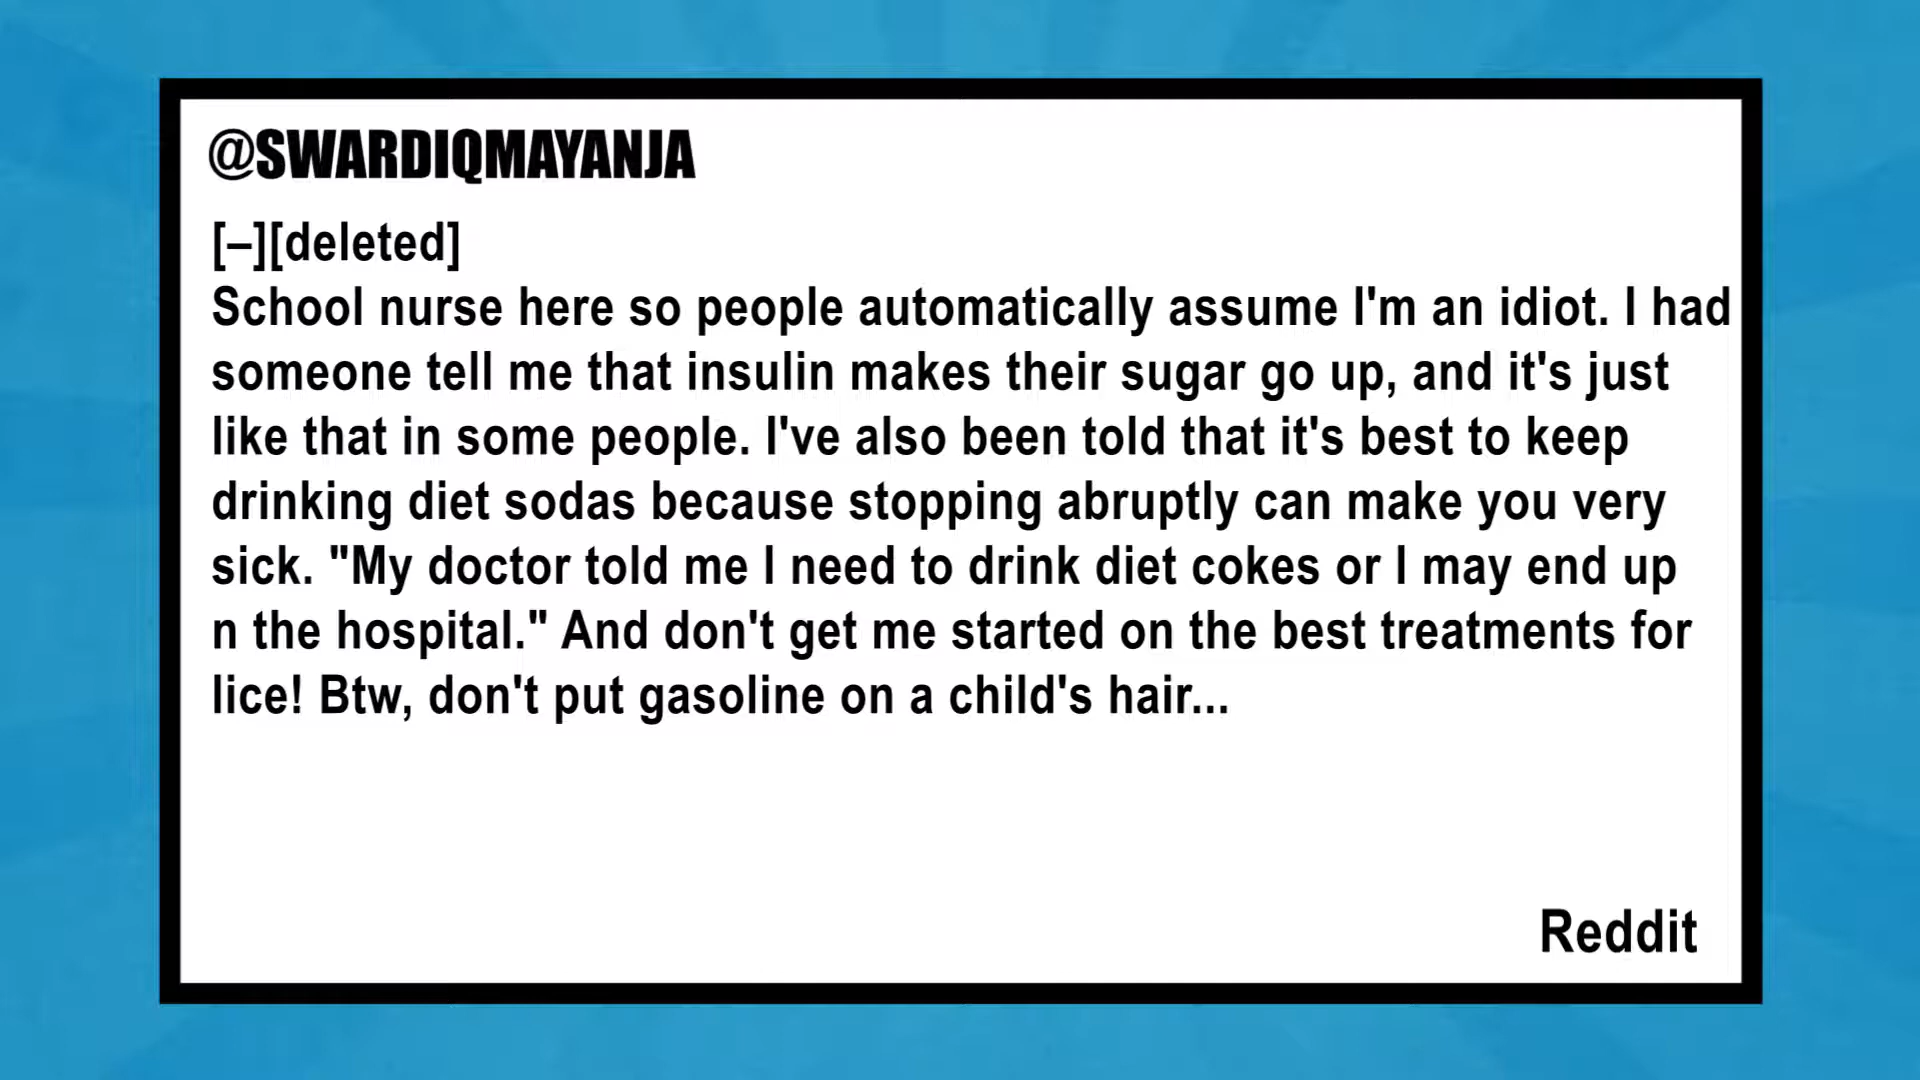 @SWARDIQMAYANJA
[–][deleted]
School nurse here so people automatically assume I'm an idiot. I had
someone tell me that insulin makes their sugar go up, and it's just
like that in some people. I've also been told that it's best to keep
drinking diet sodas because stopping abruptly can make you very
sick. "My doctor told me I need to drink diet cokes or I may end up
n the hospital." And don't get me started on the best treatments for
lice! Btw, don't put gasoline on a child's hair...
Reddit